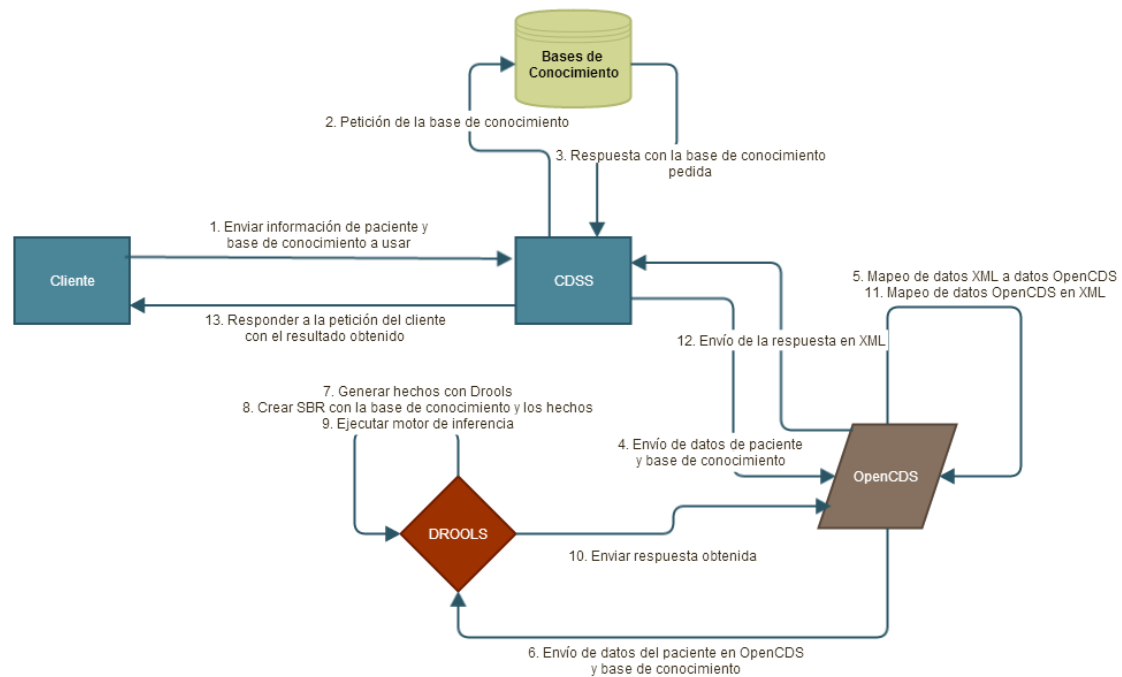 Bases de
Conocimiento
2. Petición de la base de conocimiento
3. Respuesta con la base de conocimiento
pedida
1. Enviar información de paciente y
base de conocimiento a usar
Cliente
CDSS
5. Mapeo de datos XML a datos OpenCDS
11. Mapeo de datos OpenCDS en XML
13. Responder a la petición del cliente
con el resultado obtenido
12. Envío de la respuesta en XML
7. Generar hechos con Drools
8. Crear SBR con la base de conocimiento y los hechos
9. Ejecutar motor de inferencia
4. Envío de datos de paciente
y base de conocimiento
OpenCDS
DROOLS
10. Enviar respuesta obtenida
6. Envío de datos del paciente en OpenCDS
y base de conocimiento